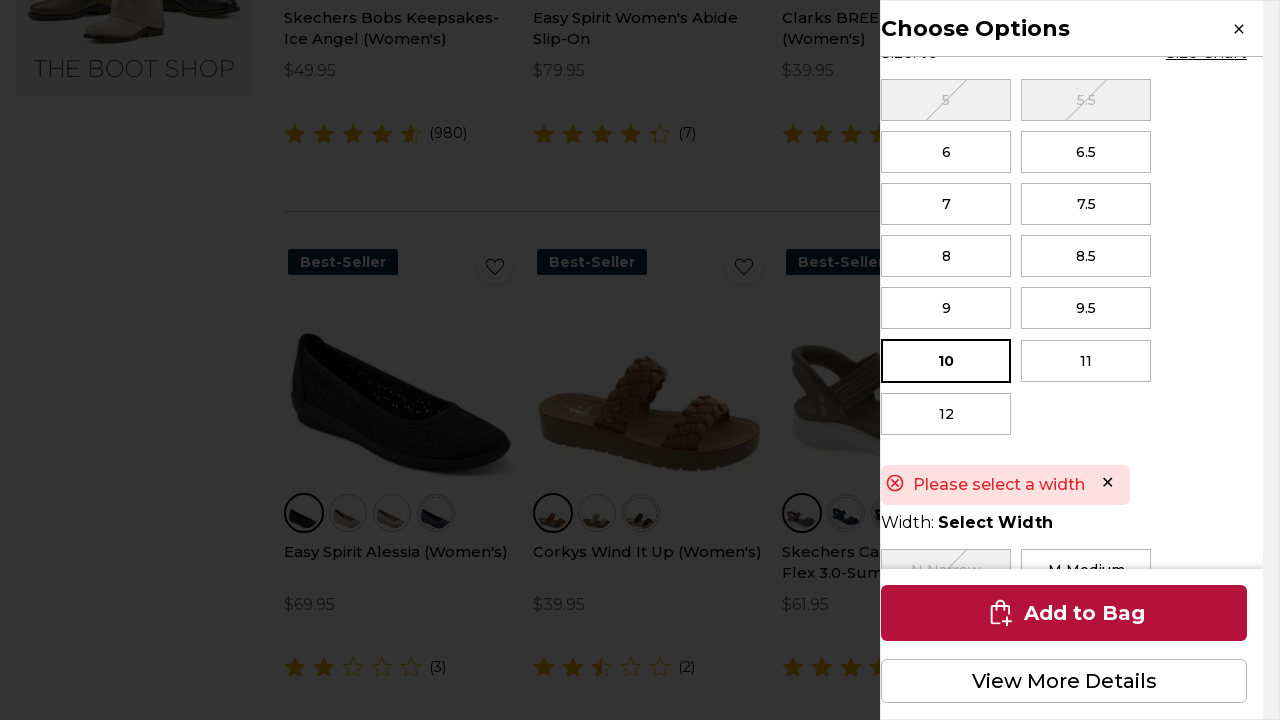 THE BOOT SHOP
Skechers Bobs Keepsakes-
Ice Angel (Women's)
$49.95
(980)
Easy Spirit Women's Abide
Slip-On
$79.95
(7)
Clarks BREE
(Women's)
$39.95
Best-Seller
Easy Spirit Alessia (Women's)
$69.95
(3)
Best-Seller
Corkys Wind It Up (Women's)
$39.95
(2)
Best-Seller
Skechers Ca
Flex 3.0-Sum
$61.95
Choose Options
Size: 10
Size Chart
5
5.5
6
6.5
7
7.5
8
8.5
9
9.5
10
11
12
Please select a width
Width: Select Width
N Narrow
M Medium
Add to Bag
View More Details